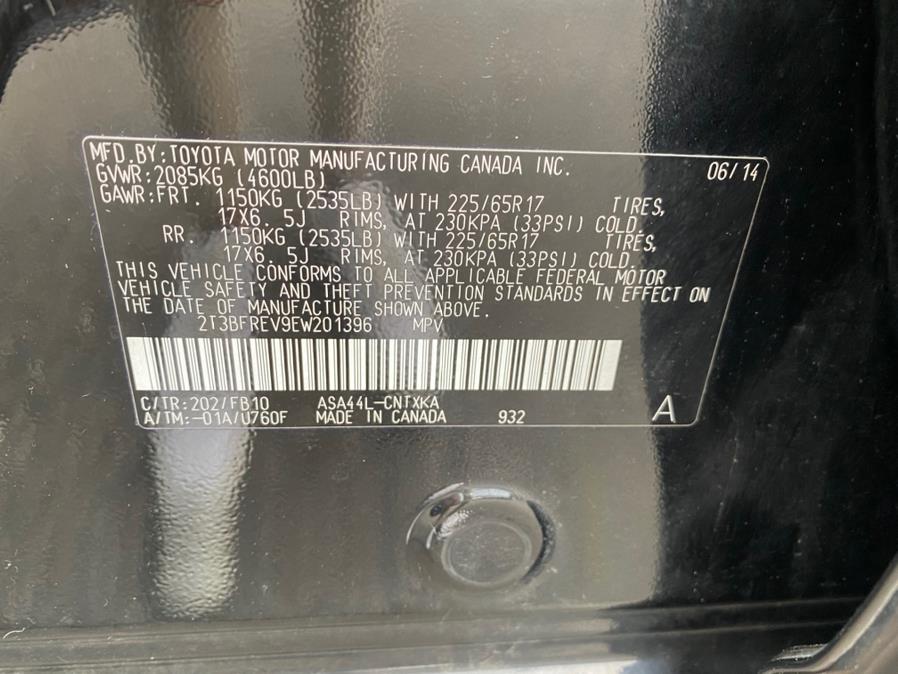 MFD. BY: TOYOTA MOTOR MANUFACTURING CANADA INC. 06/14
GVWR: 2085KG (4600LB)
GAWR: FRT. 1150KG (2535LB) WITH 225/65R17 TIRES,
17X6. 5J RIMS, AT 230KPA (33PSI) COLD.
RR. 1150KG (2535LB) WITH 225/65R17 TIRES,
17X6. 5J RIMS, AT 230KPA (33PSI) COLD.
THIS VEHICLE CONFORMS TO ALL APPLICABLE FEDERAL MOTOR
VEHICLE SAFETY AND THEFT PREVENTION STANDARDS IN EFFECT ON
THE DATE OF MANUFACTURE SHOWN ABOVE.
2T3BFREV9EW201396 MPV
C/TR: 202/FB10 ASA44L-CNTXKA
A/TM: -01A/U760F MADE IN CANADA 932 A